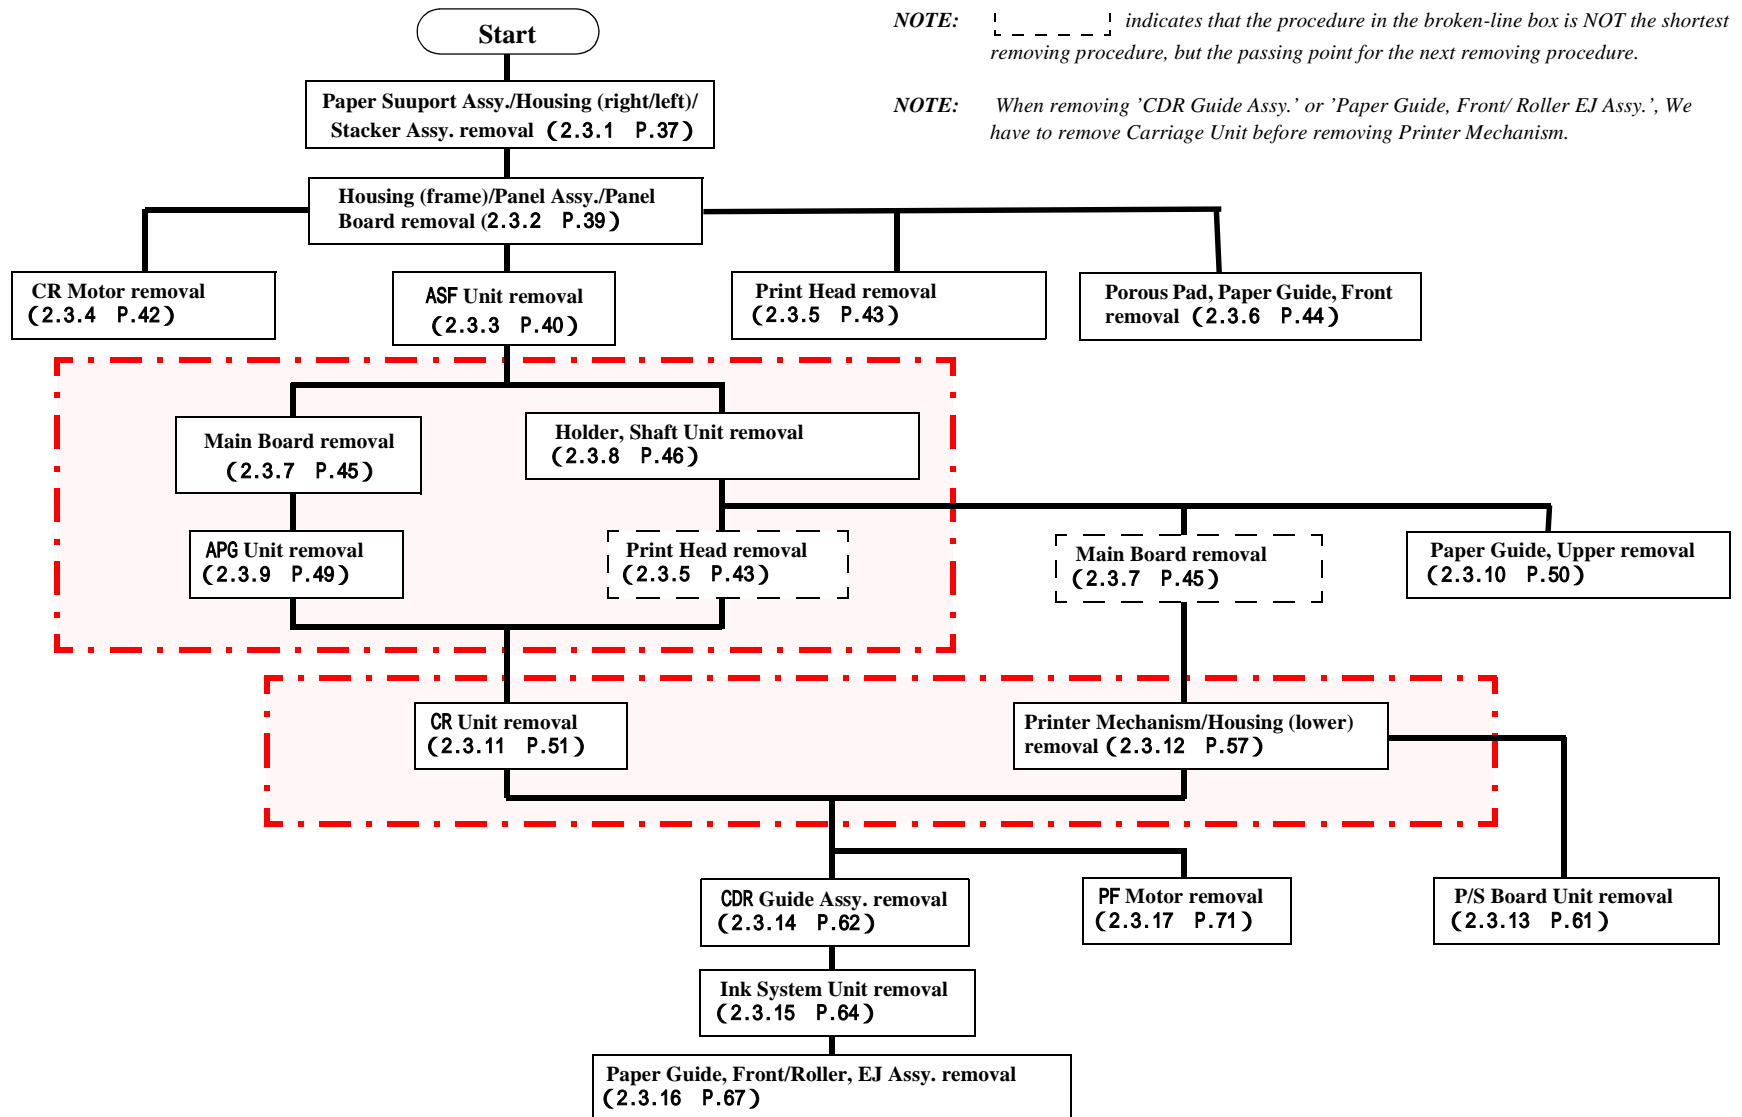 Start
NOTE: indicates that the procedure in the broken-line box is NOT the shortest
removing procedure, but the passing point for the next removing procedure.
NOTE: When removing 'CDR Guide Assy.' or 'Paper Guide, Front/ Roller EJ Assy.', We
have to remove Carriage Unit before removing Printer Mechanism.
Paper Suuport Assy./Housing (right/left)/
Stacker Assy. removal (2.3.1 P.37)
Housing (frame)/Panel Assy./Panel
Board removal (2.3.2 P.39)
CR Motor removal
(2.3.4 P.42)
ASF Unit removal
(2.3.3 P.40)
Print Head removal
(2.3.5 P.43)
Porous Pad, Paper Guide, Front
removal (2.3.6 P.44)
Main Board removal
(2.3.7 P.45)
Holder, Shaft Unit removal
(2.3.8 P.46)
APG Unit removal
(2.3.9 P.49)
Print Head removal
(2.3.5 P.43)
Main Board removal
(2.3.7 P.45)
Paper Guide, Upper removal
(2.3.10 P.50)
CR Unit removal
(2.3.11 P.51)
Printer Mechanism/Housing (lower)
removal (2.3.12 P.57)
CDR Guide Assy. removal
(2.3.14 P.62)
PF Motor removal
(2.3.17 P.71)
P/S Board Unit removal
(2.3.13 P.61)
Ink System Unit removal
(2.3.15 P.64)
Paper Guide, Front/Roller, EJ Assy. removal
(2.3.16 P.67)